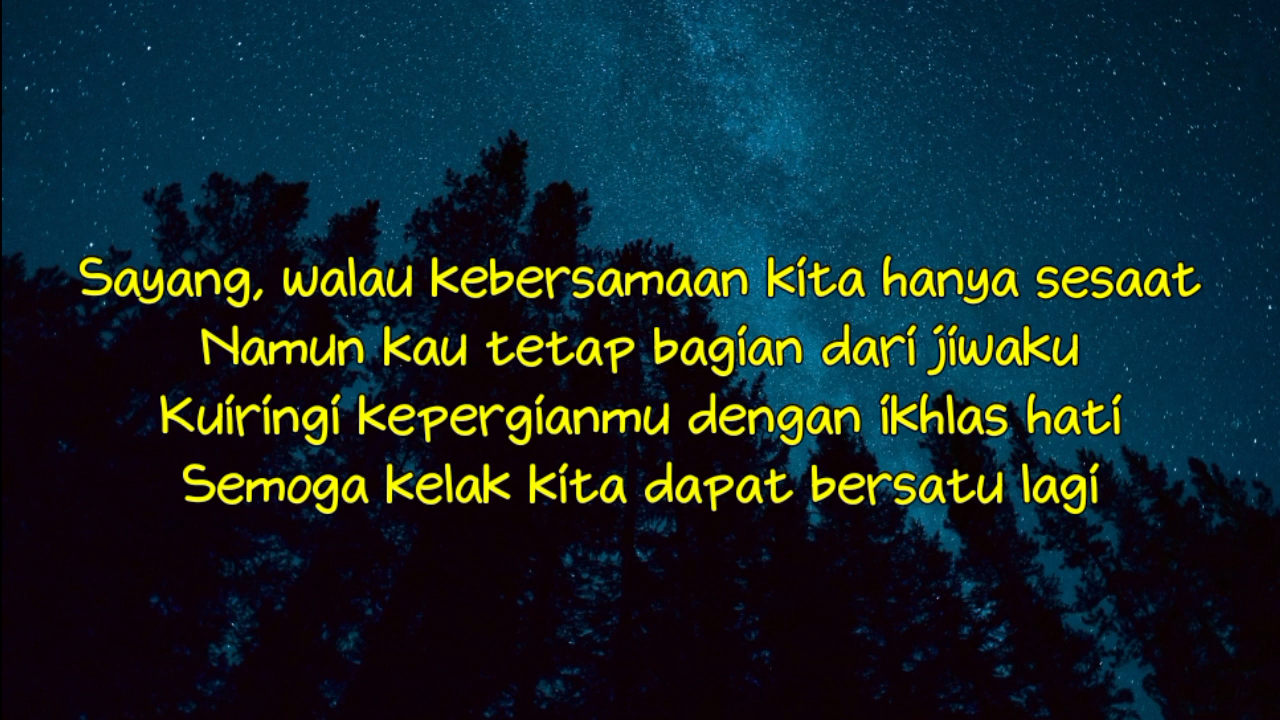 Sayang, walau kebersamaan kita hanya sesaat
Namun kau tetap bagian dari jiwaku
Kuiringi kepergianmu dengan ikhlas hati
Semoga kelak kita dapat bersatu lagi